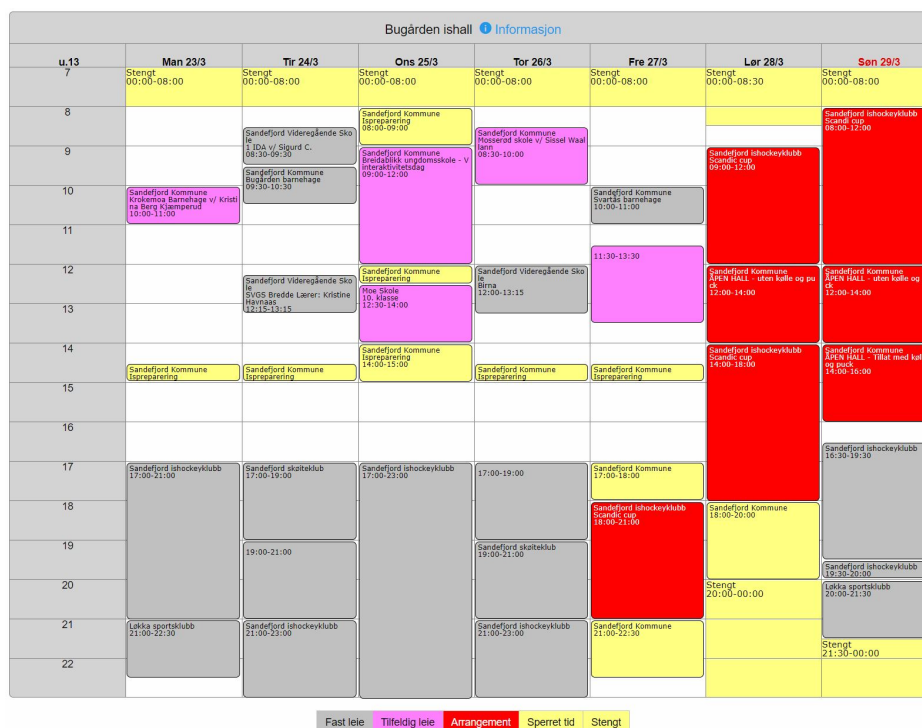 Bugården ishall Informasjon
u.13 Man 23/3 Tir 24/3 Ons 25/3 Tor 26/3 Fre 27/3 Lør 28/3 Søn 29/3
7
8
9
10
11
12
13
14
15
16
17
18
19
20
21
22
Stengt
00:00-08:00
Sandefjord Kommune
Krokemoa Barnehage v/ Kristi
na Berg Kjæmperud
10:00-11:00
Sandefjord Kommune
Ispreparering
Sandefjord ishockeyklubb
17:00-21:00
Løkka sportsklubb
21:00-22:30
Stengt
00:00-08:00
Sandefjord Videregående Sko
le
1 IDA v/ Sigurd C.
08:30-09:30
Sandefjord Kommune
Bugården barnehage
09:30-10:30
Sandefjord Videregående Sko
le
SVGS Bredde Lærer: Kristine
Havnaas
12:15-13:15
Sandefjord Kommune
Ispreparering
Sandefjord skøiteklub
17:00-19:00
19:00-21:00
Sandefjord ishockeyklubb
21:00-23:00
Stengt
00:00-08:00
Sandefjord Kommune
Ispreparering
08:00-09:00
Sandefjord Kommune
Breidablikk ungdomsskole - V
interaktivitetsdag
09:00-12:00
Sandefjord Kommune
Ispreparering
Moe Skole
10. klasse
12:30-14:00
Sandefjord Kommune
Ispreparering
14:00-15:00
Sandefjord ishockeyklubb
17:00-23:00
Stengt
00:00-08:00
Sandefjord Kommune
Mosserød skole v/ Sissel Waal
lann
08:30-10:00
Sandefjord Videregående Sko
le
Birna
12:00-13:15
Sandefjord Kommune
Ispreparering
17:00-19:00
Sandefjord skøiteklub
19:00-21:00
Sandefjord ishockeyklubb
21:00-23:00
Stengt
00:00-08:00
Sandefjord Kommune
Svartås barnehage
10:00-11:00
11:30-13:30
Sandefjord Kommune
Ispreparering
Sandefjord Kommune
17:00-18:00
Sandefjord ishockeyklubb
Scandic cup
18:00-21:00
Sandefjord Kommune
21:00-22:30
Stengt
00:00-08:30
Sandefjord ishockeyklubb
Scandic cup
09:00-12:00
Sandefjord Kommune
ÅPEN HALL - uten kølle og pu
ck
12:00-14:00
Sandefjord ishockeyklubb
Scandic cup
14:00-18:00
Sandefjord Kommune
18:00-20:00
Stengt
20:00-00:00
Stengt
00:00-08:00
Sandefjord ishockeyklubb
Scandi cup
08:00-12:00
Sandefjord Kommune
ÅPEN HALL - uten kølle og
ck
12:00-14:00
Sandefjord Kommune
ÅPEN HALL - Tillat med køl
og puck
14:00-16:00
Sandefjord ishockeyklubb
16:30-19:30
Sandefjord ishockeyklubb
19:30-20:00
Løkka sportsklubb
20:00-21:30
Stengt
21:30-00:00
Fast leie Tilfeldig leie Arrangement Sperret tid Stengt